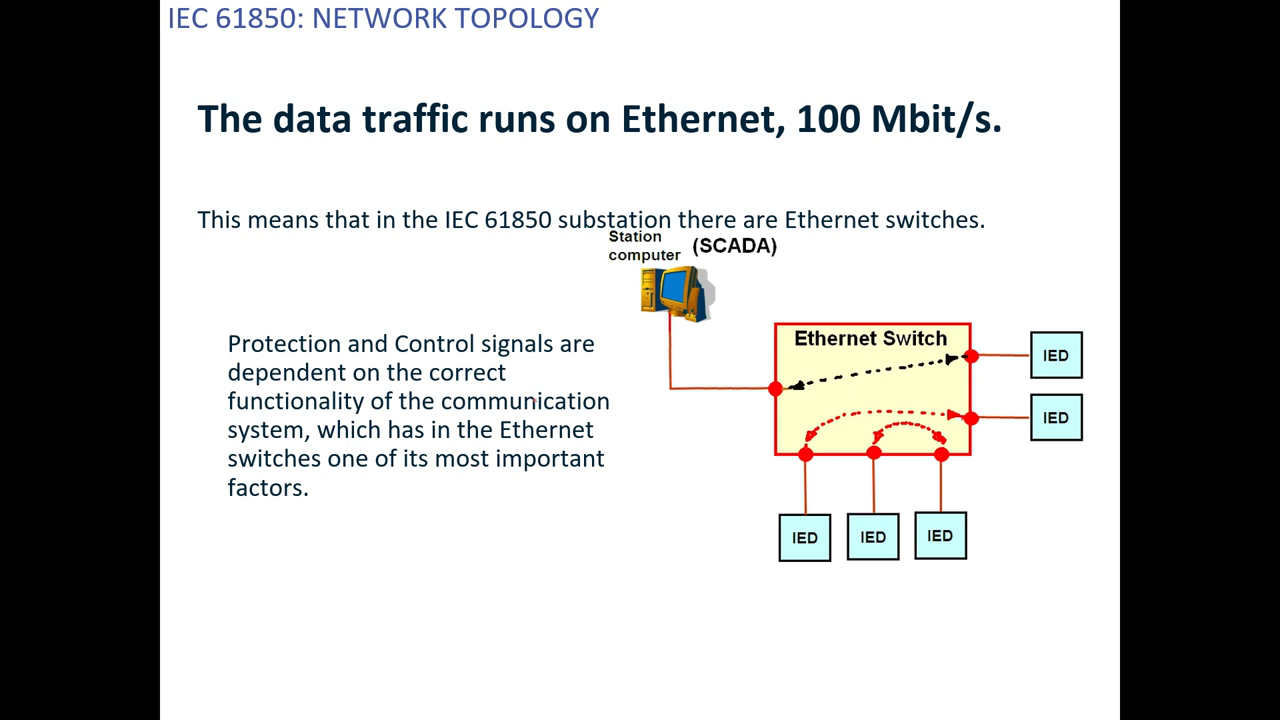 IEC 61850: NETWORK TOPOLOGY
The data traffic runs on Ethernet, 100 Mbit/s.
This means that in the IEC 61850 substation there are Ethernet switches.
Station
computer
(SCADA)
Protection and Control signals are
dependent on the correct
functionality of the communication
system, which has in the Ethernet
switches one of its most important
factors.
Ethernet Switch
IED
IED
IED
IED
IED